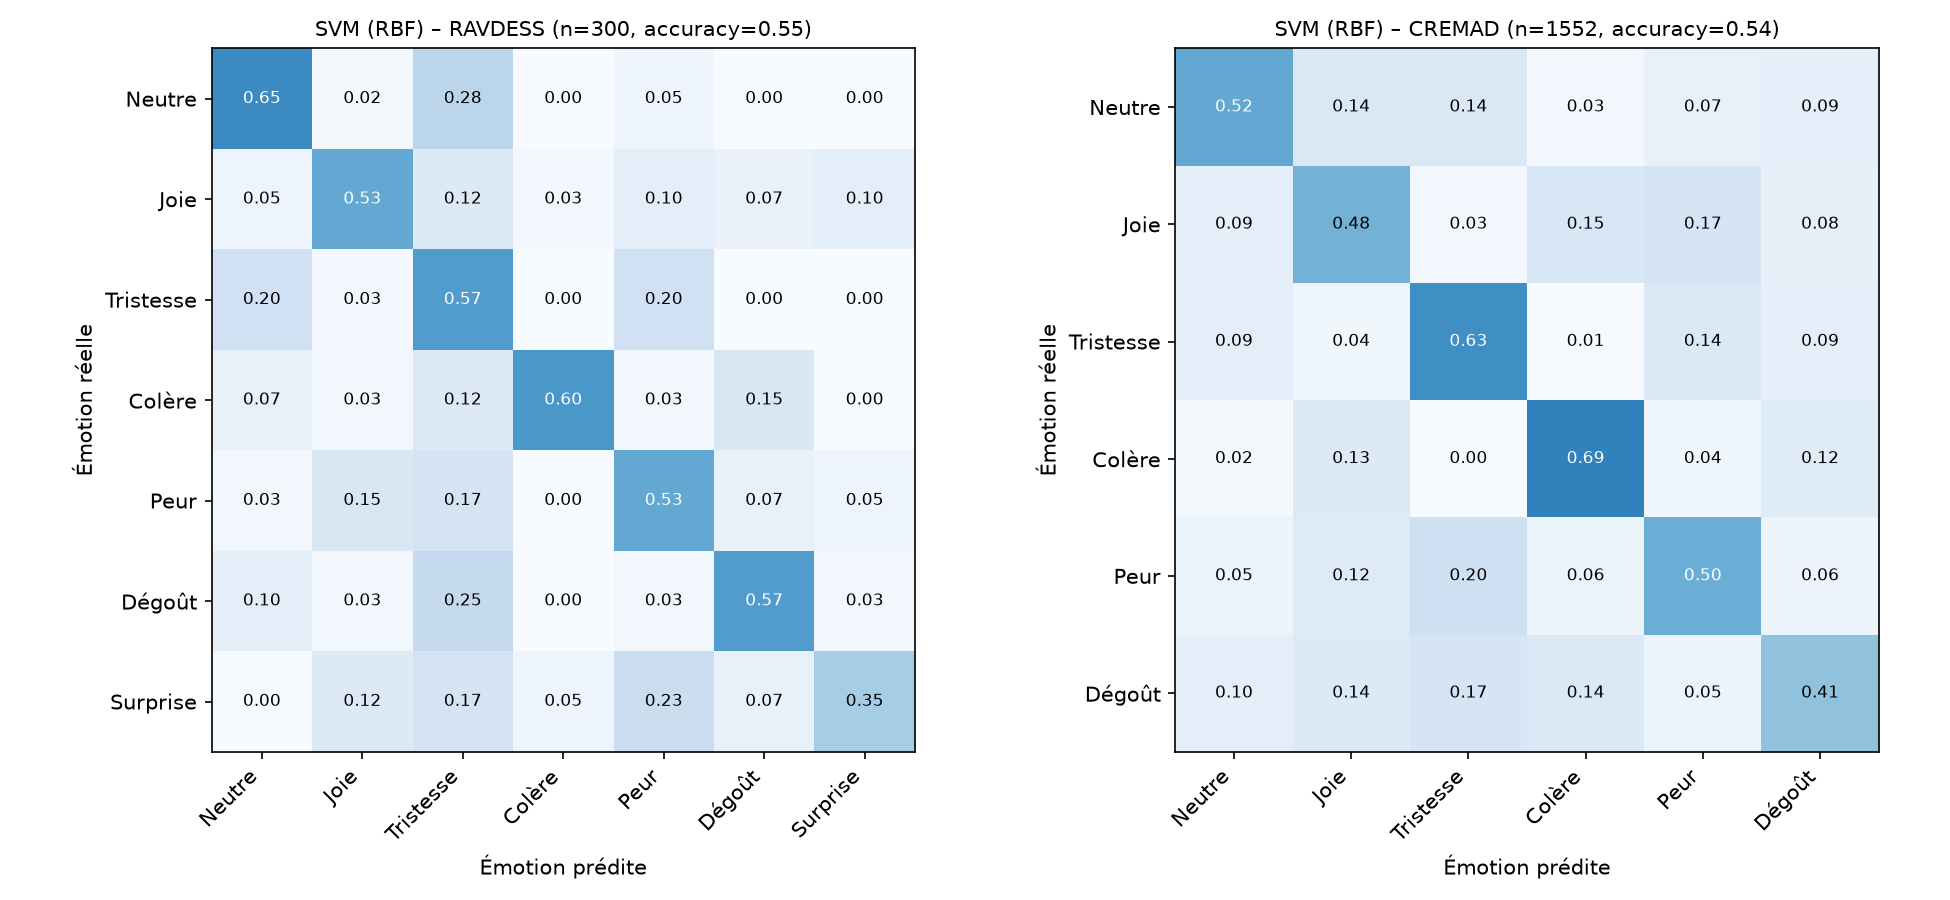 SVM (RBF) – RAVDESS (n=300, accuracy=0.55)
Émotion réelle
Neutre 0.65 0.02 0.28 0.00 0.05 0.00 0.00
Joie 0.05 0.53 0.12 0.03 0.10 0.07 0.10
Tristesse 0.20 0.03 0.57 0.00 0.20 0.00 0.00
Colère 0.07 0.03 0.12 0.60 0.03 0.15 0.00
Peur 0.03 0.15 0.17 0.00 0.53 0.07 0.05
Dégoût 0.10 0.03 0.25 0.00 0.03 0.57 0.03
Surprise 0.00 0.12 0.17 0.05 0.23 0.07 0.35
Neutre Joie Tristesse Colère Peur Dégoût Surprise
Émotion prédite
SVM (RBF) – CREMAD (n=1552, accuracy=0.54)
Émotion réelle
Neutre 0.52 0.14 0.14 0.03 0.07 0.09
Joie 0.09 0.48 0.03 0.15 0.17 0.08
Tristesse 0.09 0.04 0.63 0.01 0.14 0.09
Colère 0.02 0.13 0.00 0.69 0.04 0.12
Peur 0.05 0.12 0.20 0.06 0.50 0.06
Dégoût 0.10 0.14 0.17 0.14 0.05 0.41
Neutre Joie Tristesse Colère Peur Dégoût
Émotion prédite